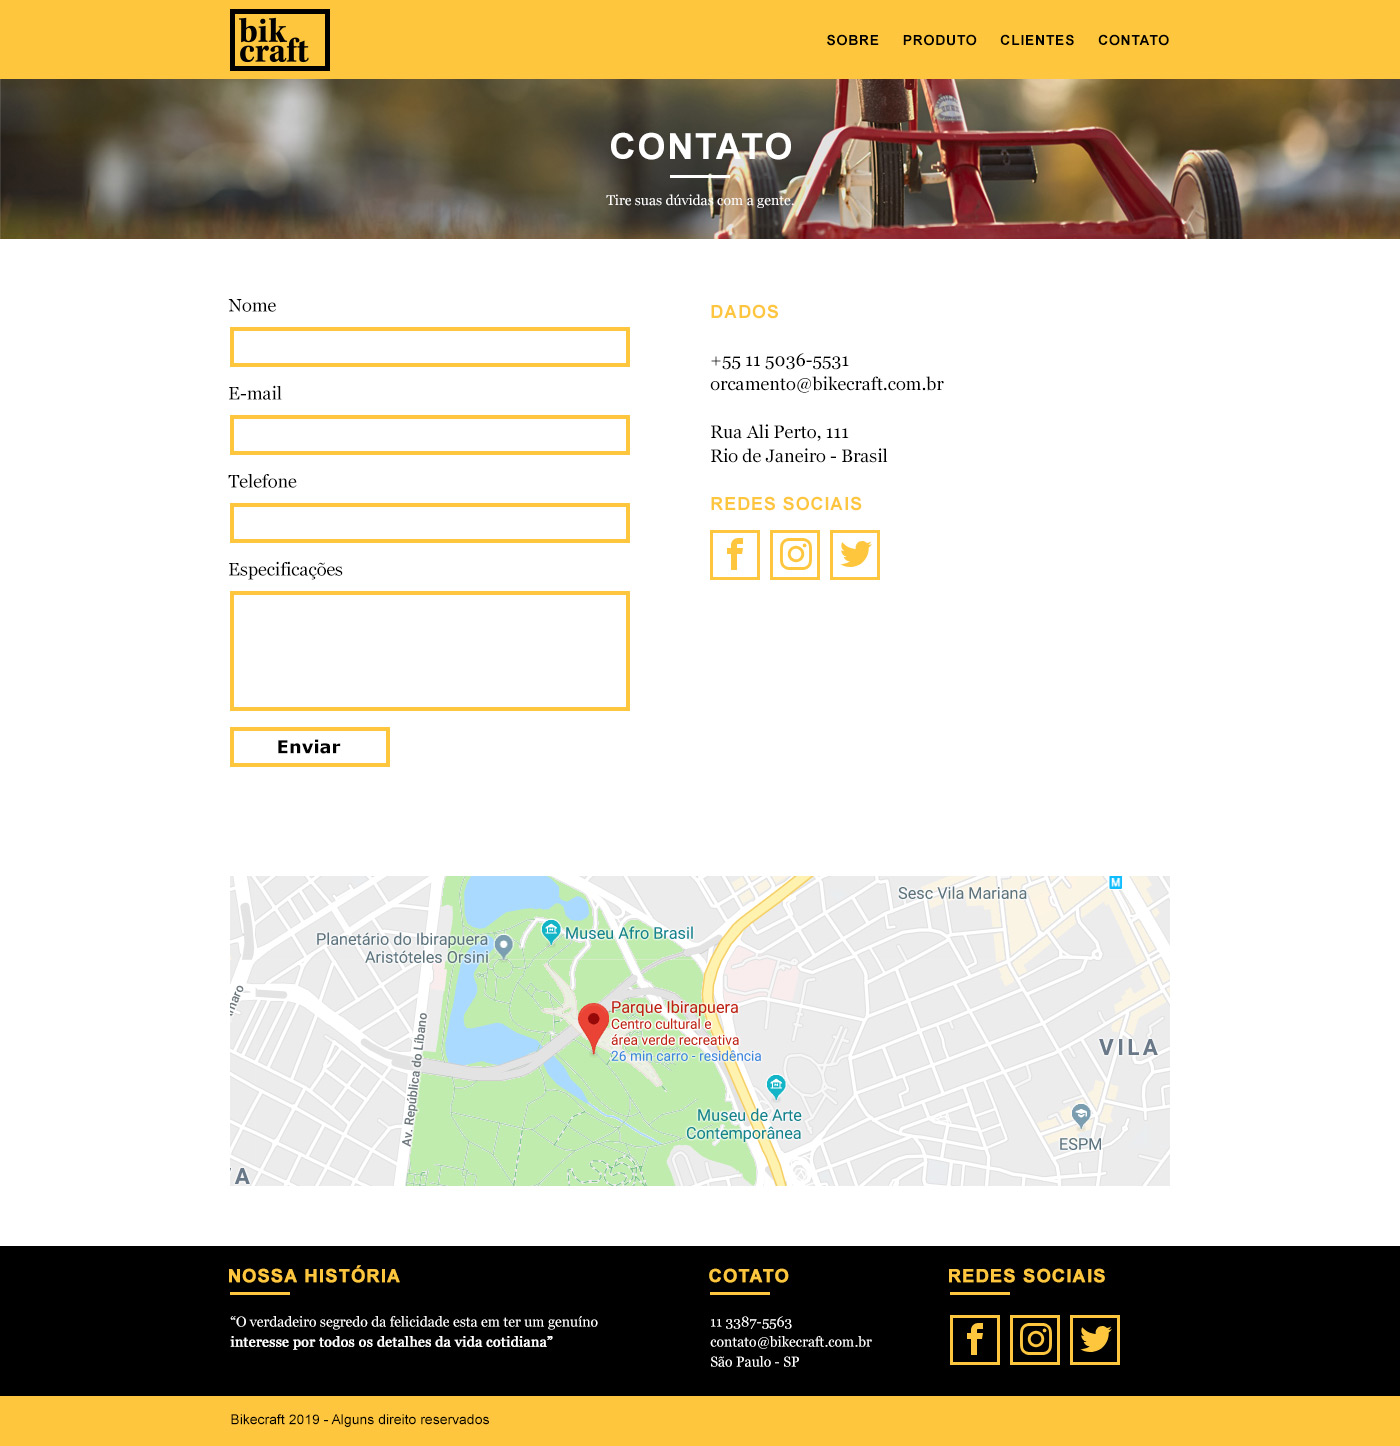 bik
craft
SOBRE PRODUTO CLIENTES CONTATO
CONTATO
Tire suas dúvidas com a gente.
Nome
E-mail
Telefone
Especificações
Enviar
DADOS
+55 11 5036-5531
orcamento@bikecraft.com.br
Rua Ali Perto, 111
Rio de Janeiro - Brasil
REDES SOCIAIS
M
Sesc Vila Mariana
Planetário do Ibirapuera
Aristóteles Orsini
Museu Afro Brasil
Parque Ibirapuera
Centro cultural e
área verde recreativa
26 min carro - residência
Av. República do Líbano
VILA
Museu de Arte
Contemporânea
ESPM
NOSSA HISTÓRIA
“O verdadeiro segredo da felicidade esta em ter um genuíno
interesse por todos os detalhes da vida cotidiana”
COTATO
11 3387-5563
contato@bikecraft.com.br
São Paulo - SP
REDES SOCIAIS
Bikecraft 2019 - Alguns direito reservados